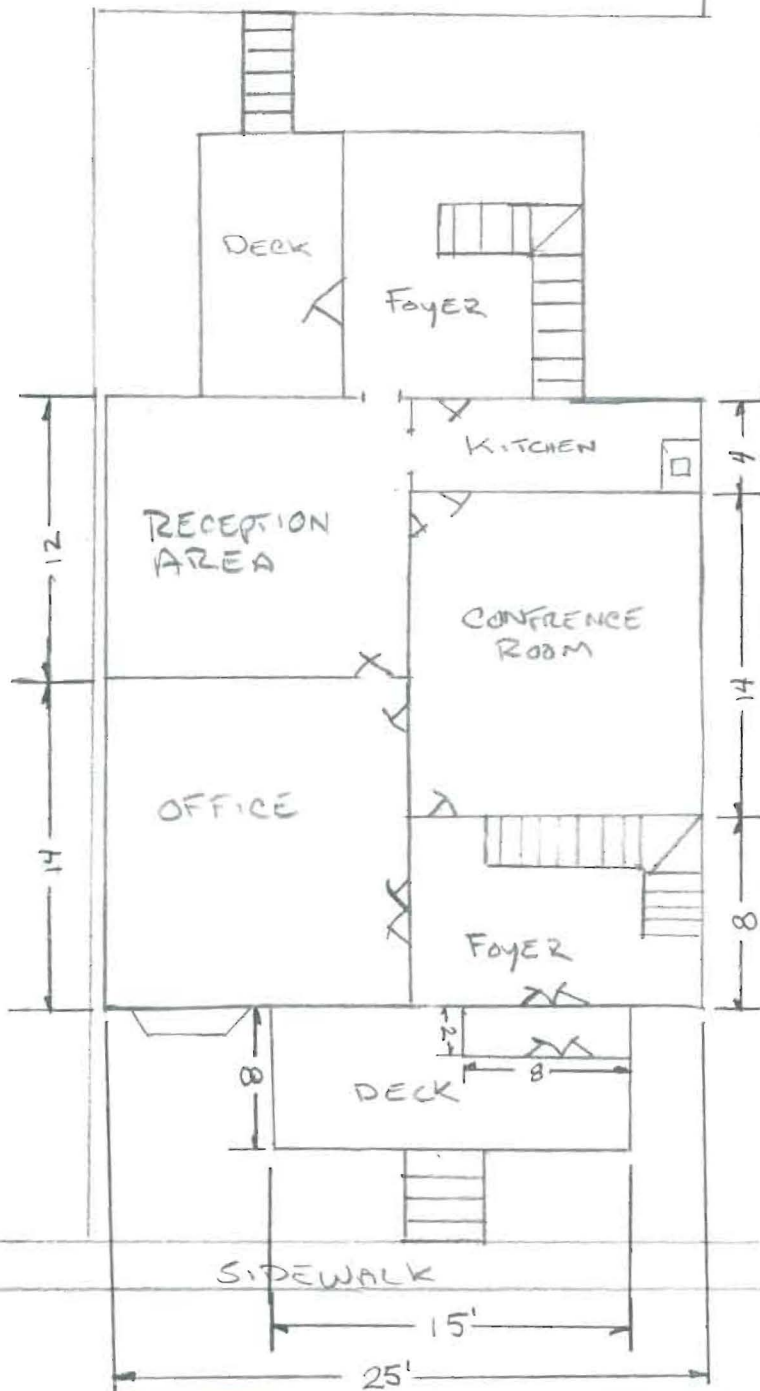 DECK
FOYER
KITCHEN
4
RECEPTION
AREA
12
CONFRENCE
ROOM
14
OFFICE
14
FOYER
8
2
8
8
DECK
SIDEWALK
15'
25'